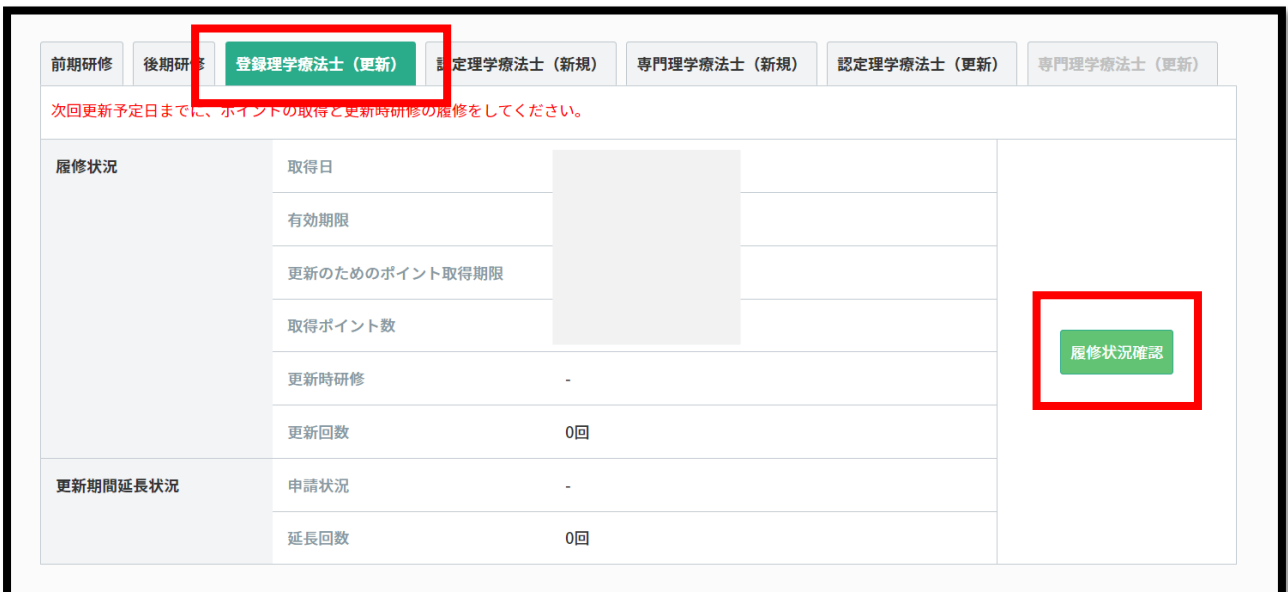 前期研修 後期研修 登録理学療法士（更新） 認定理学療法士（新規） 専門理学療法士（新規） 認定理学療法士（更新） 専門理学療法士（更新）
次回更新予定日までに、ポイントの取得と更新時研修の履修をしてください。
履修状況 取得日
有効期限
更新のためのポイント取得期限
取得ポイント数
履修状況確認
更新時研修 -
更新回数 0回
更新期間延長状況 申請状況 -
延長回数 0回